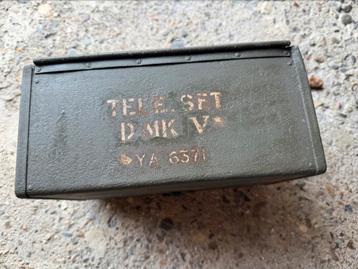 TELE. SET
D MK V*
YA 6371